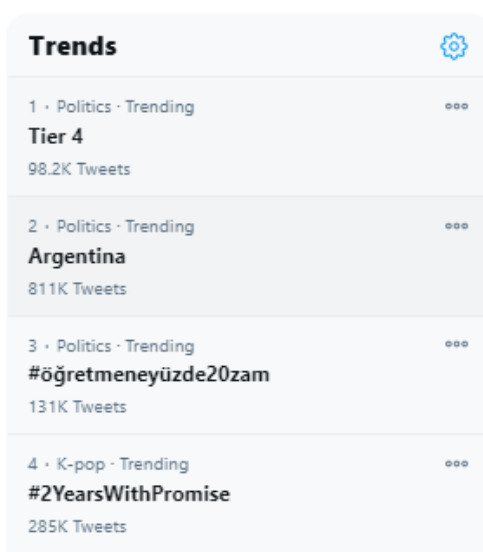 Trends
1 · Politics · Trending
Tier 4
98.2K Tweets
2 · Politics · Trending
Argentina
811K Tweets
3 · Politics · Trending
#öğretmeneyüzde20zam
131K Tweets
4 · K-pop · Trending
#2YearsWithPromise
285K Tweets